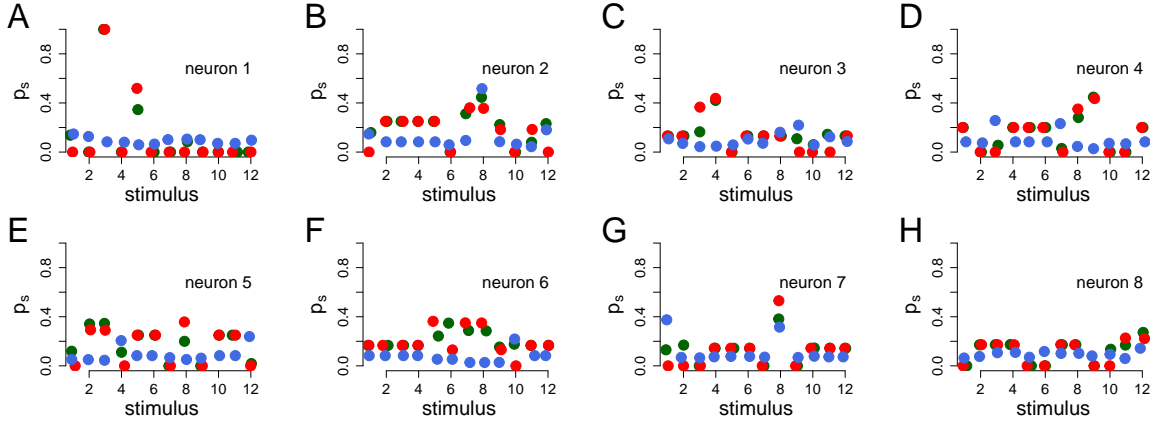 A
neuron 1
p_s
0.0 0.4 0.8
2 4 6 8 10 12
stimulus
B
neuron 2
p_s
0.0 0.4 0.8
2 4 6 8 10 12
stimulus
C
neuron 3
p_s
0.0 0.4 0.8
2 4 6 8 10 12
stimulus
D
neuron 4
p_s
0.0 0.4 0.8
2 4 6 8 10 12
stimulus
E
neuron 5
p_s
0.0 0.4 0.8
2 4 6 8 10 12
stimulus
F
neuron 6
p_s
0.0 0.4 0.8
2 4 6 8 10 12
stimulus
G
neuron 7
p_s
0.0 0.4 0.8
2 4 6 8 10 12
stimulus
H
neuron 8
p_s
0.0 0.4 0.8
2 4 6 8 10 12
stimulus